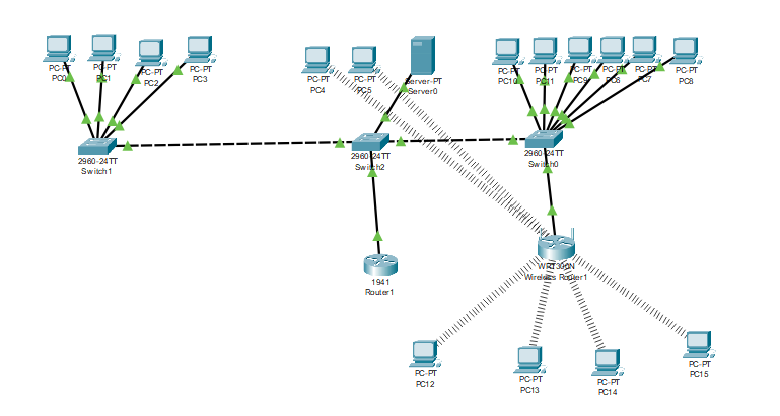 PC-PT
PC0
PC-PT
PC1
PC-PT
PC2
PC-PT
PC3
PC-PT
PC4
PC-PT
PC5
Server-PT
Server0
PC-PT
PC10
PC-PT
PC11
PC-PT
PC9
PC-PT
PC6
PC-PT
PC7
PC-PT
PC8
2960-24TT
Switch1
2960-24TT
Switch2
2960-24TT
Switch0
1941
Router1
WRT300N
Wireless Router1
PC-PT
PC12
PC-PT
PC13
PC-PT
PC14
PC-PT
PC15